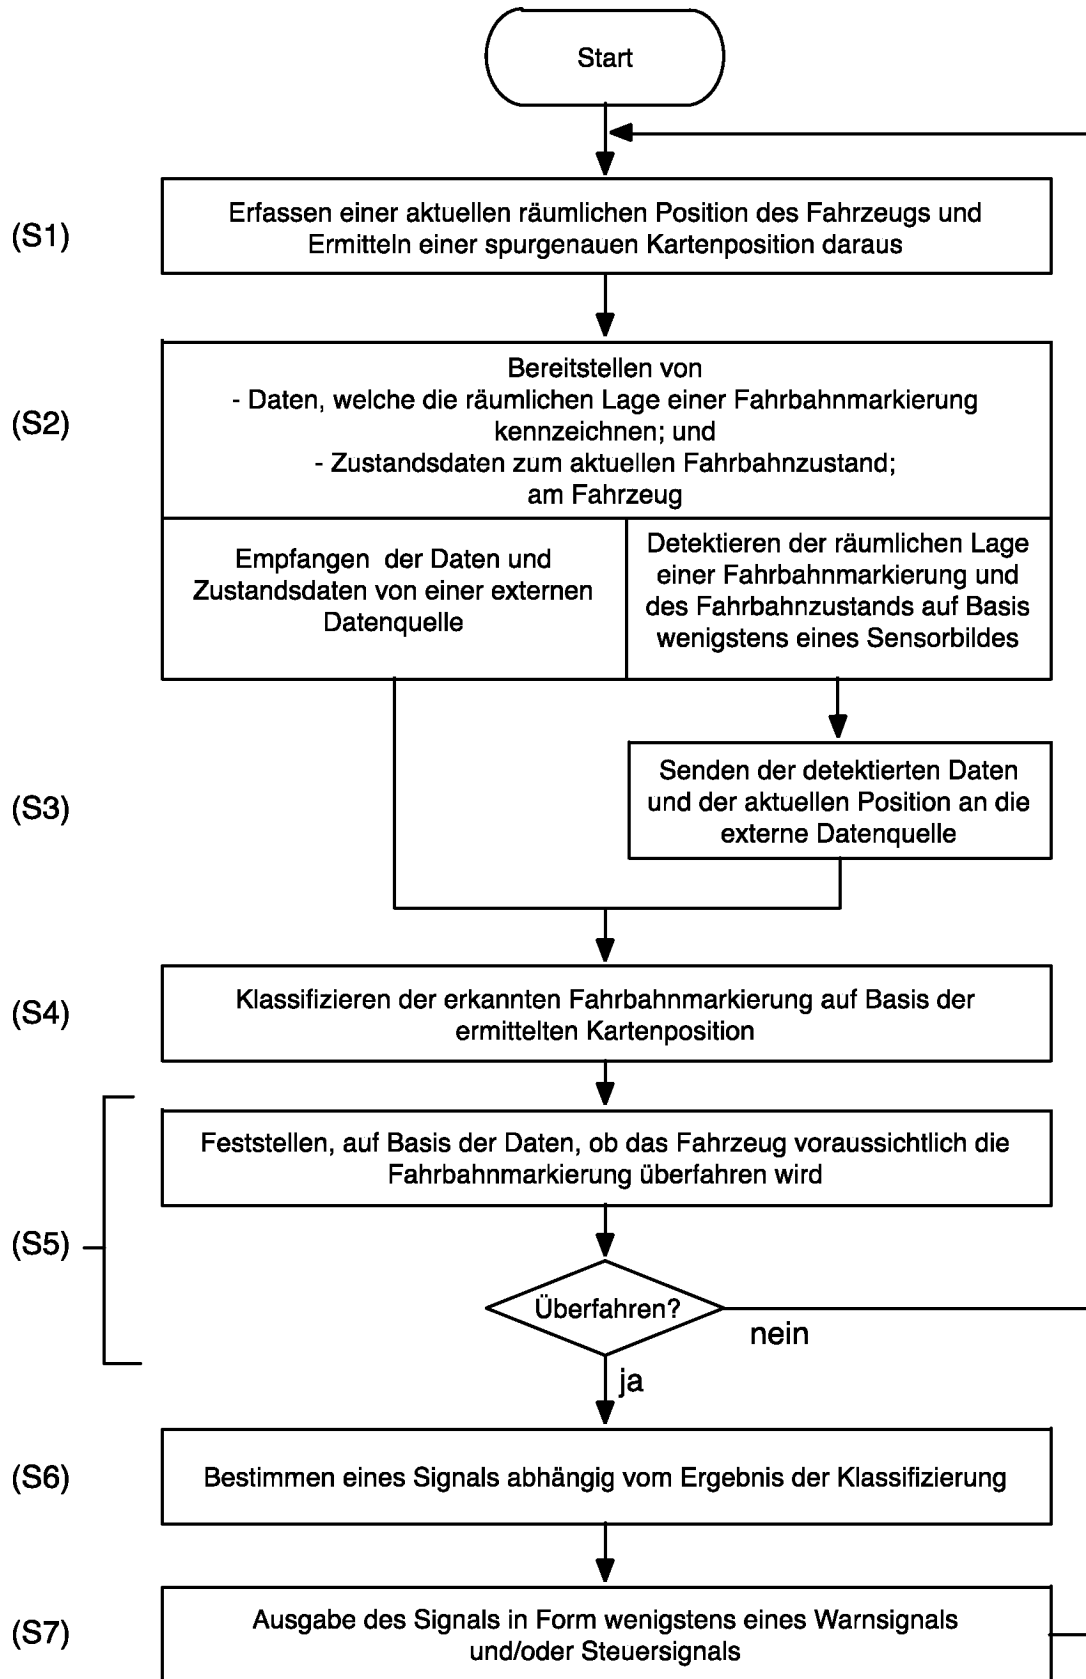 Start
(S1)
Erfassen einer aktuellen räumlichen Position des Fahrzeugs und
Ermitteln einer spurgenauen Kartenposition daraus
(S2)
Bereitstellen von
- Daten, welche die räumlichen Lage einer Fahrbahnmarkierung
kennzeichnen; und
- Zustandsdaten zum aktuellen Fahrbahnzustand;
am Fahrzeug
Empfangen der Daten und
Zustandsdaten von einer externen
Datenquelle
Detektieren der räumlichen Lage
einer Fahrbahnmarkierung und
des Fahrbahnzustands auf Basis
wenigstens eines Sensorbildes
(S3)
Senden der detektierten Daten
und der aktuellen Position an die
externe Datenquelle
(S4)
Klassifizieren der erkannten Fahrbahnmarkierung auf Basis der
ermittelten Kartenposition
(S5)
Feststellen, auf Basis der Daten, ob das Fahrzeug voraussichtlich die
Fahrbahnmarkierung überfahren wird
Überfahren?
nein
ja
(S6)
Bestimmen eines Signals abhängig vom Ergebnis der Klassifizierung
(S7)
Ausgabe des Signals in Form wenigstens eines Warnsignals
und/oder Steuersignals